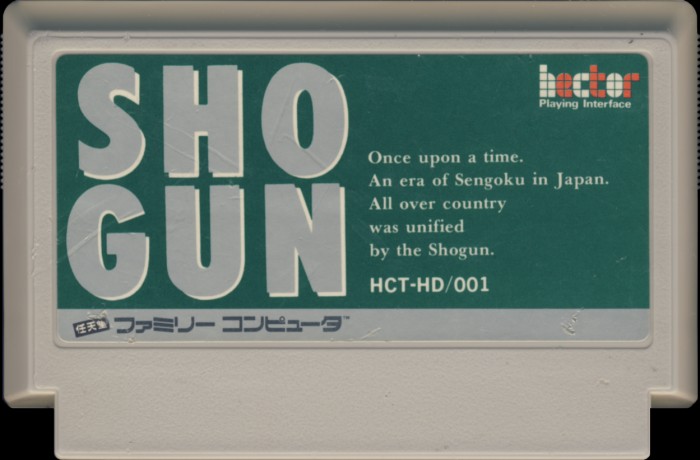 SHO
GUN
hector
Playing Interface
Once upon a time.
An era of Sengoku in Japan.
All over country
was unified
by the Shogun.
HCT-HD/001
任天堂 ファミリー コンピュータ™